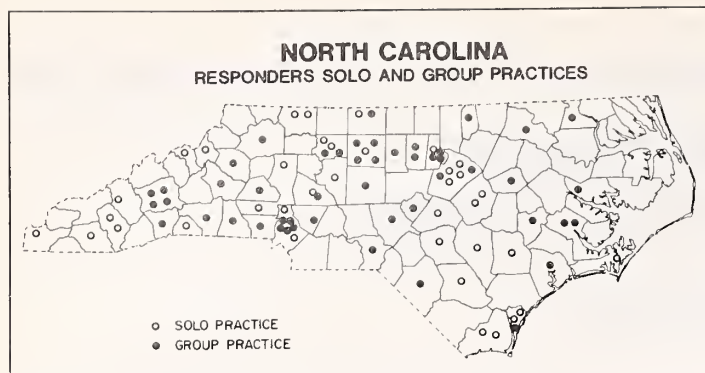 NORTH CAROLINA
RESPONDERS SOLO AND GROUP PRACTICES
SOLO PRACTICE
GROUP PRACTICE